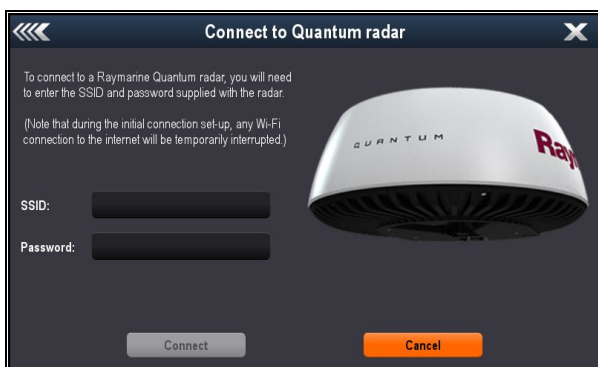 Connect to Quantum radar
To connect to a Raymarine Quantum radar, you will need
to enter the SSID and password supplied with the radar.
(Note that during the initial connection set-up, any Wi-Fi
connection to the internet will be temporarily interrupted.)
QUANTUM
Ray
SSID:
Password:
Connect
Cancel